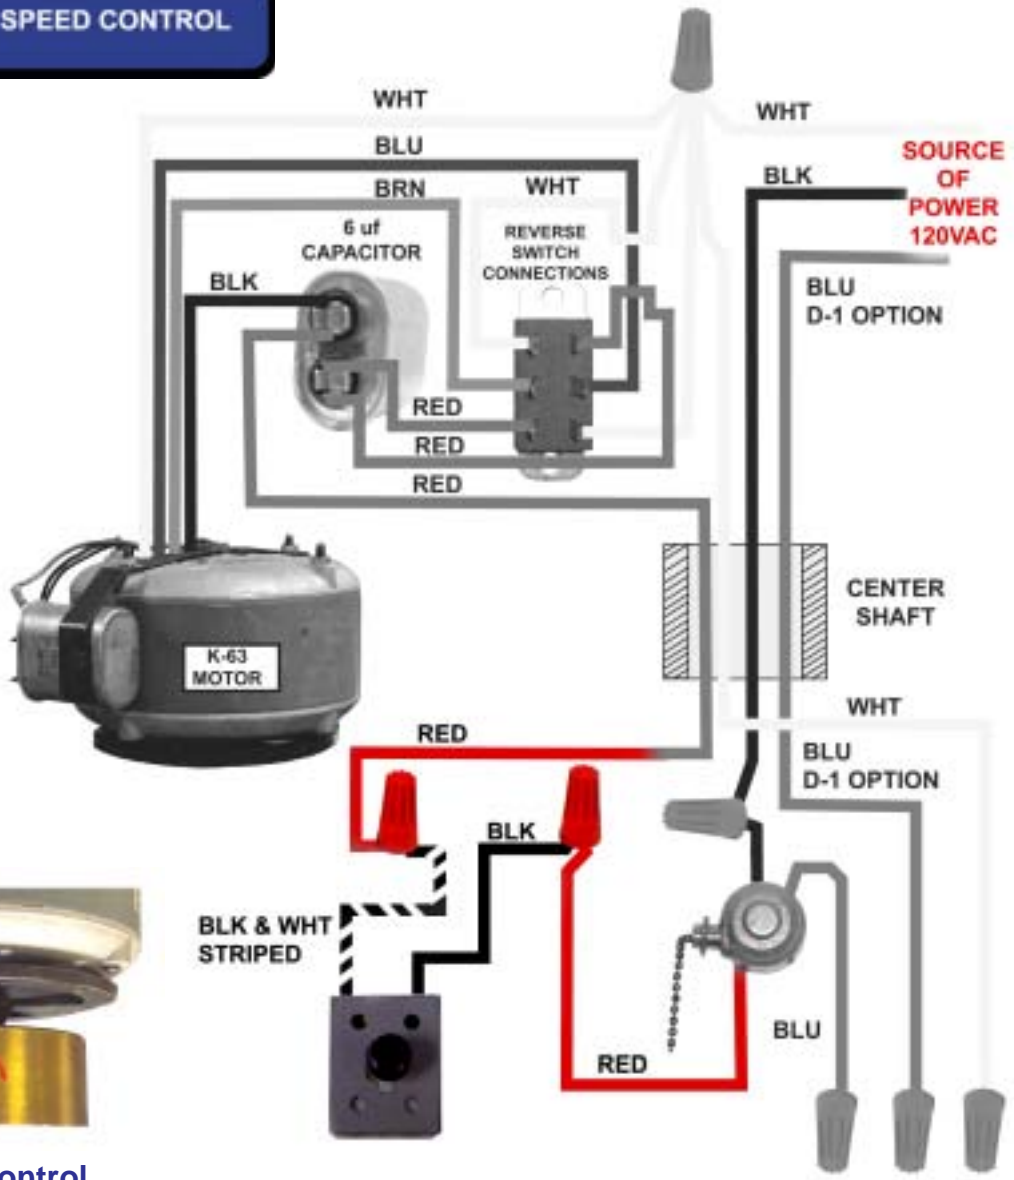 SPEED CONTROL
WHT
WHT
BLU
SOURCE
OF
POWER
120VAC
BLK
BRN
WHT
6 uf
CAPACITOR
REVERSE
SWITCH
CONNECTIONS
BLK
BLU
D-1 OPTION
RED
RED
RED
CENTER
SHAFT
K-63
MOTOR
WHT
RED
BLU
D-1 OPTION
BLK
BLK & WHT
STRIPED
BLU
RED
ontrol